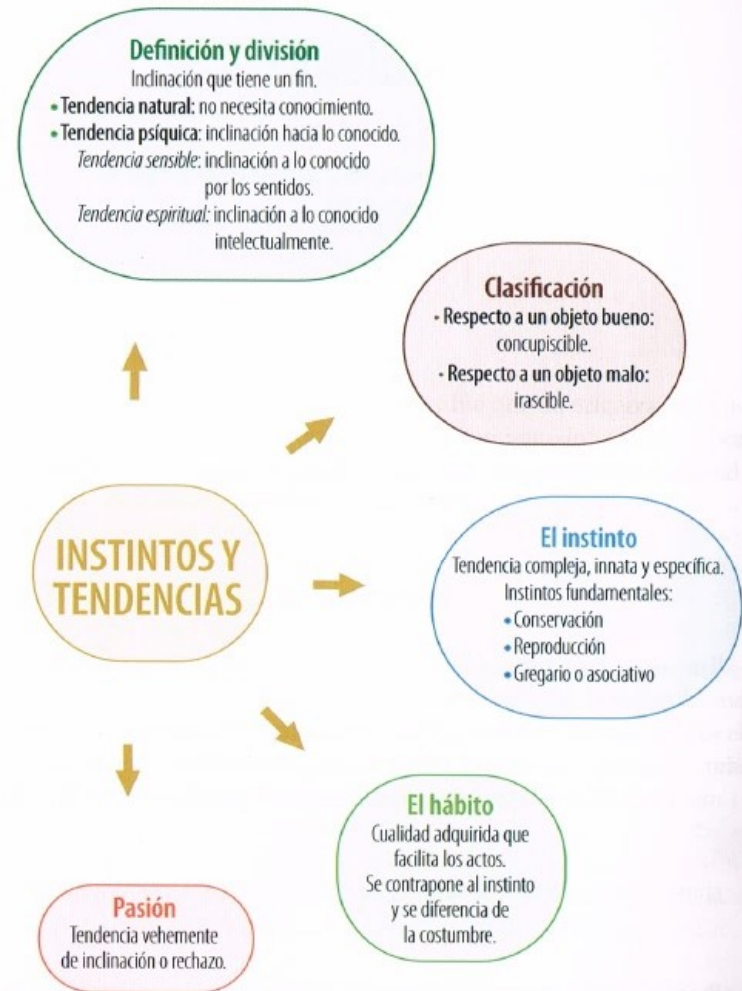 Definición y división
Inclinación que tiene un fin.
• Tendencia natural: no necesita conocimiento.
• Tendencia psíquica: inclinación hacia lo conocido.
Tendencia sensible: inclinación a lo conocido
por los sentidos.
Tendencia espiritual: inclinación a lo conocido
intelectualmente.
Clasificación
• Respecto a un objeto bueno:
concupiscible.
• Respecto a un objeto malo:
irascible.
INSTINTOS Y
TENDENCIAS
El instinto
Tendencia compleja, innata y específica.
Instintos fundamentales:
• Conservación
• Reproducción
• Gregario o asociativo
El hábito
Cualidad adquirida que
facilita los actos.
Se contrapone al instinto
y se diferencia de
la costumbre.
Pasión
Tendencia vehemente
de inclinación o rechazo.